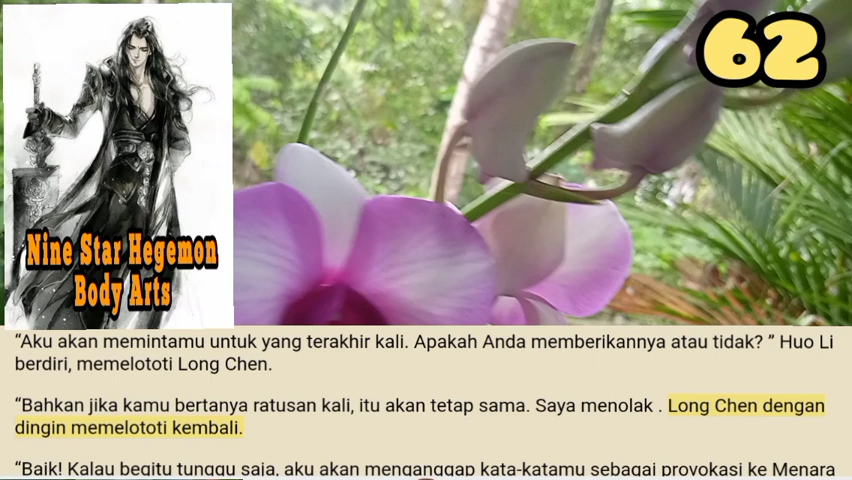 62
Nine Star Hegemon
Body Arts
“Aku akan memintamu untuk yang terakhir kali. Apakah Anda memberikannya atau tidak? ” Huo Li
berdiri, memelototi Long Chen.
“Bahkan jika kamu bertanya ratusan kali, itu akan tetap sama. Saya menolak . Long Chen dengan
dingin memelototi kembali.
“Baik! Kalau begitu tunggu saja, aku akan menganggap kata-katamu sebagai provokasi ke Menara